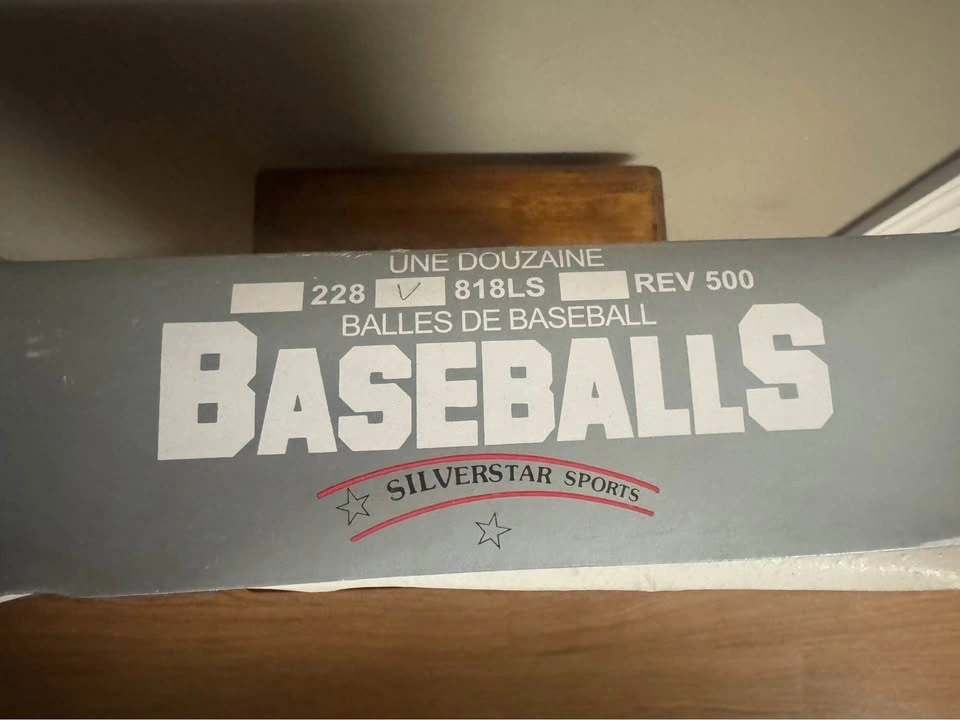 UNE DOUZAINE
228 818LS REV 500
BALLES DE BASEBALL
BASEBALLS
SILVERSTAR SPORTS